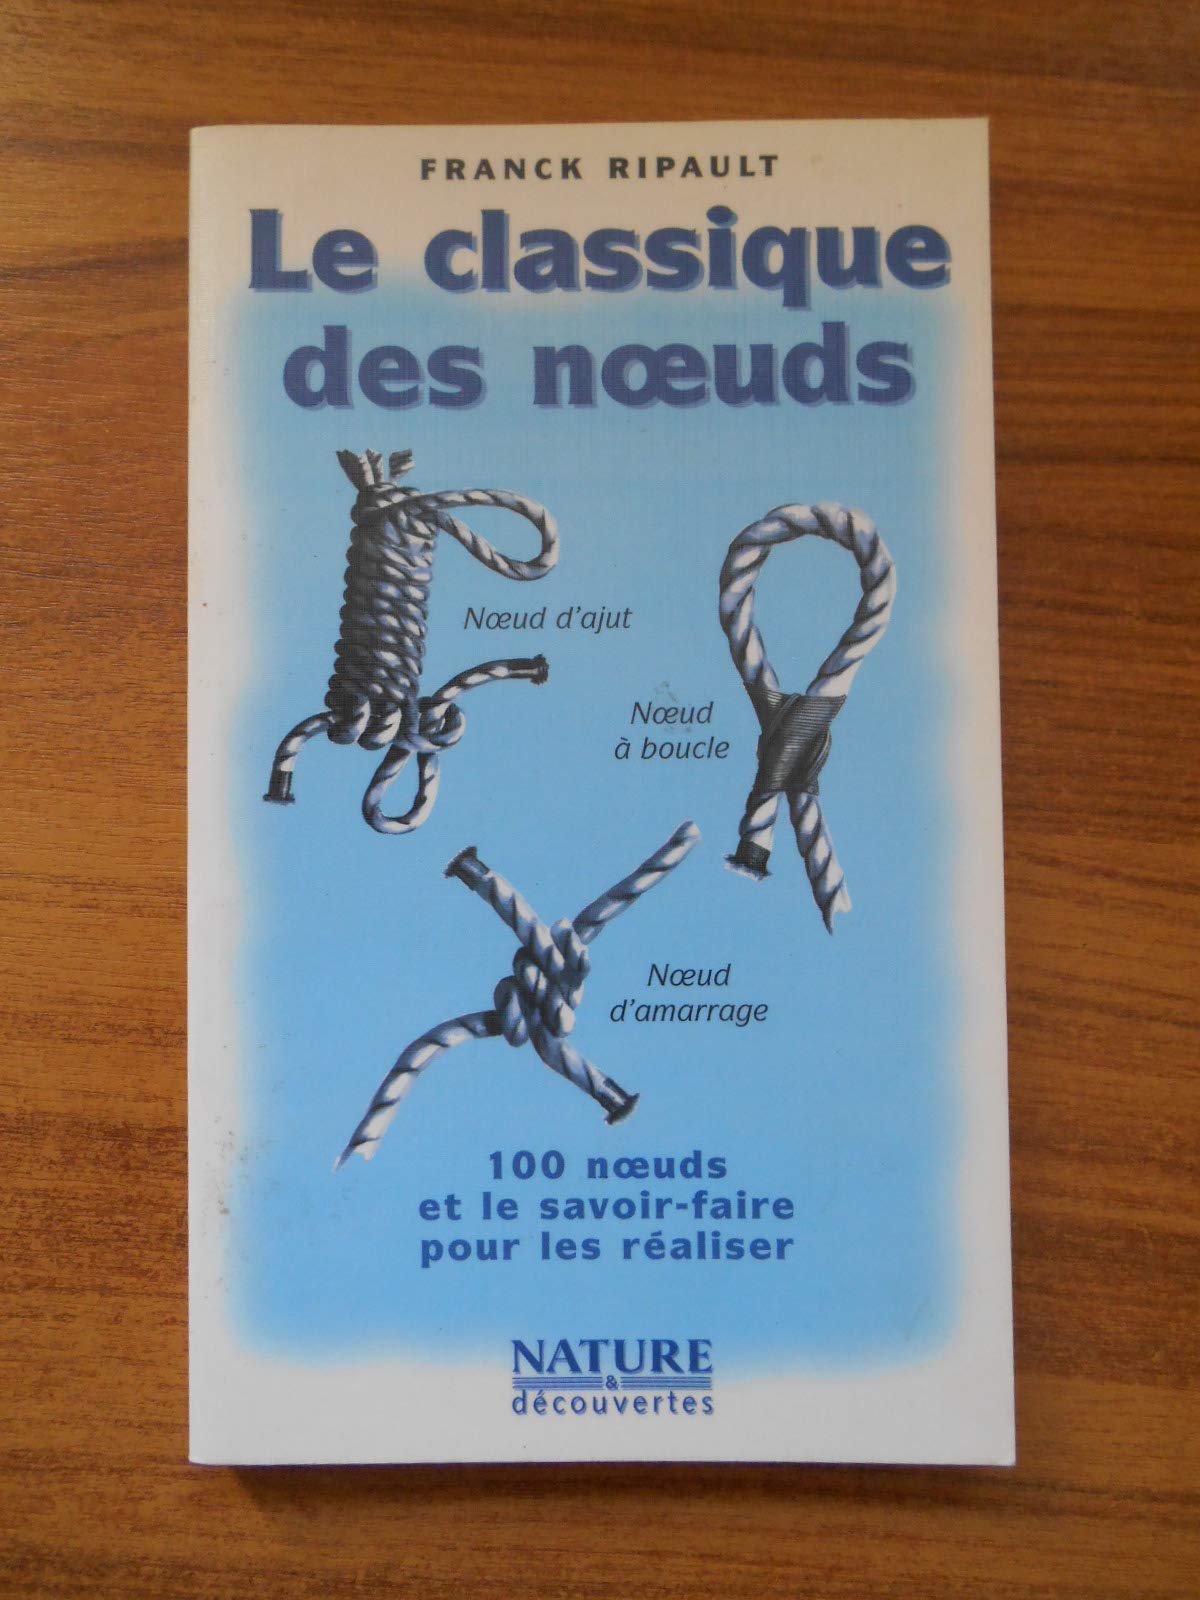 FRANCK RIPAULT
Le classique
des nœuds
Nœud d'ajut
Nœud
à boucle
Nœud
d'amarrage
100 nœuds
et le savoir-faire
pour les réaliser
NATURE
&
découvertes